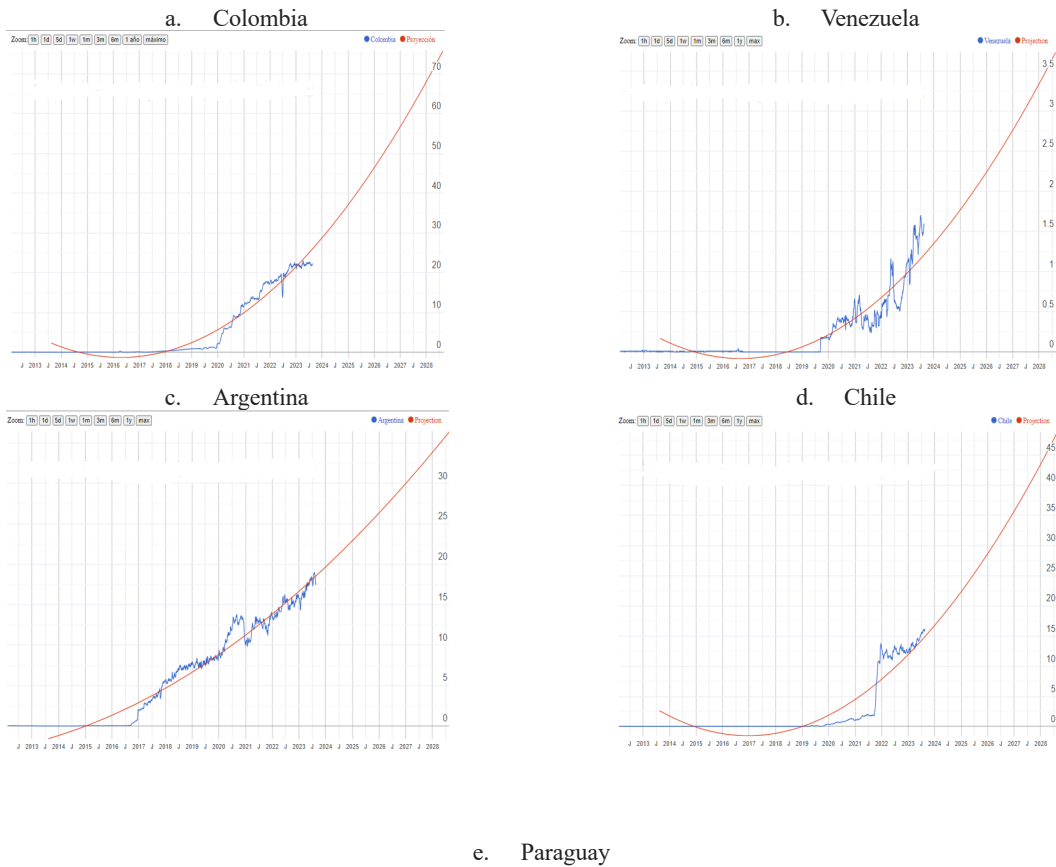 a. Colombia
Zoom: 1h 1d 5d 1w 1m 3m 6m 1 año máximo
Colombia Proyección
70
60
50
40
30
20
10
0
J 2013 J 2014 J 2015 J 2016 J 2017 J 2018 J 2019 J 2020 J 2021 J 2022 J 2023 J 2024 J 2025 J 2026 J 2027 J 2028
b. Venezuela
Zoom: 1h 1d 5d 1w 1m 3m 6m 1y max
Venezuela Projection
3.5
3
2.5
2
1.5
1
0.5
0
J 2013 J 2014 J 2015 J 2016 J 2017 J 2018 J 2019 J 2020 J 2021 J 2022 J 2023 J 2024 J 2025 J 2026 J 2027 J 2028
c. Argentina
Zoom: 1h 1d 5d 1w 1m 3m 6m 1y max
Argentina Projection
30
25
20
15
10
5
0
J 2013 J 2014 J 2015 J 2016 J 2017 J 2018 J 2019 J 2020 J 2021 J 2022 J 2023 J 2024 J 2025 J 2026 J 2027 J 2028
d. Chile
Zoom: 1h 1d 5d 1w 1m 3m 6m 1y max
Chile Projection
45
40
35
30
25
20
15
10
5
0
J 2013 J 2014 J 2015 J 2016 J 2017 J 2018 J 2019 J 2020 J 2021 J 2022 J 2023 J 2024 J 2025 J 2026 J 2027 J 2028
e. Paraguay